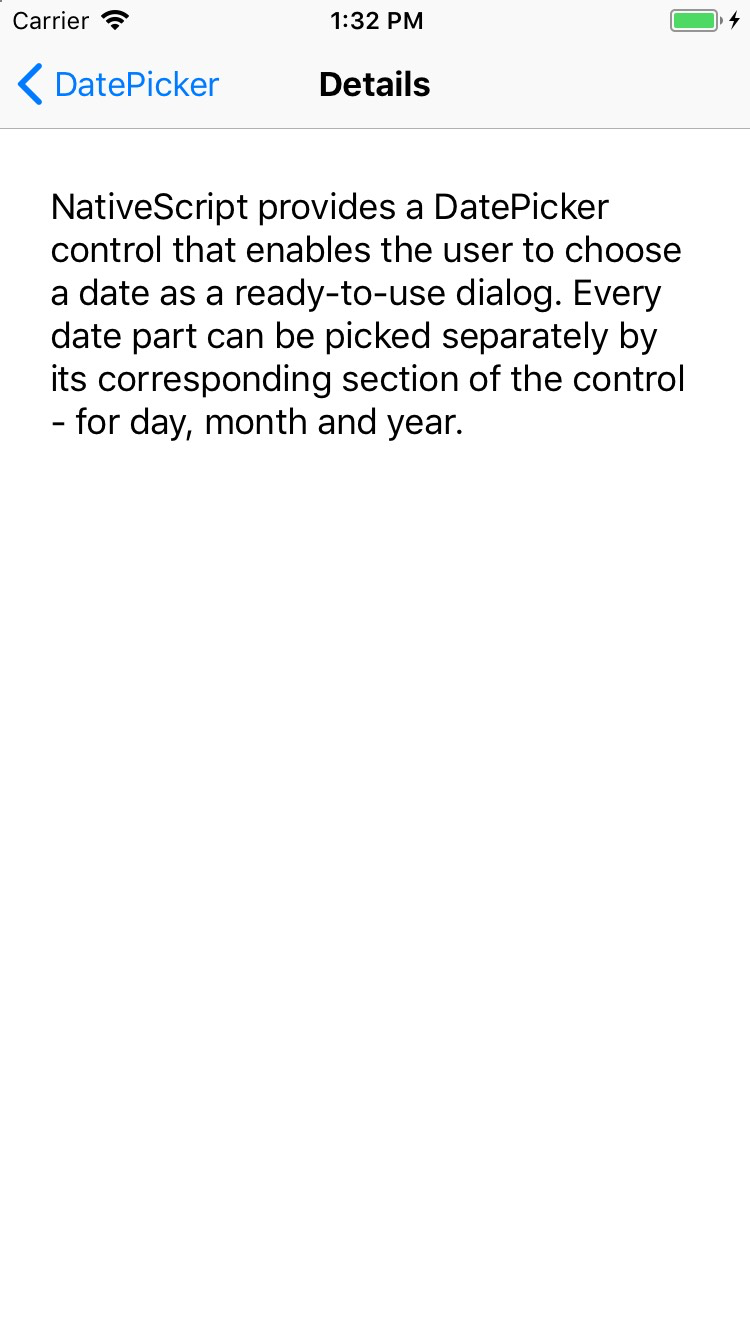 Carrier 1:32 PM
DatePicker Details
NativeScript provides a DatePicker
control that enables the user to choose
a date as a ready-to-use dialog. Every
date part can be picked separately by
its corresponding section of the control
- for day, month and year.